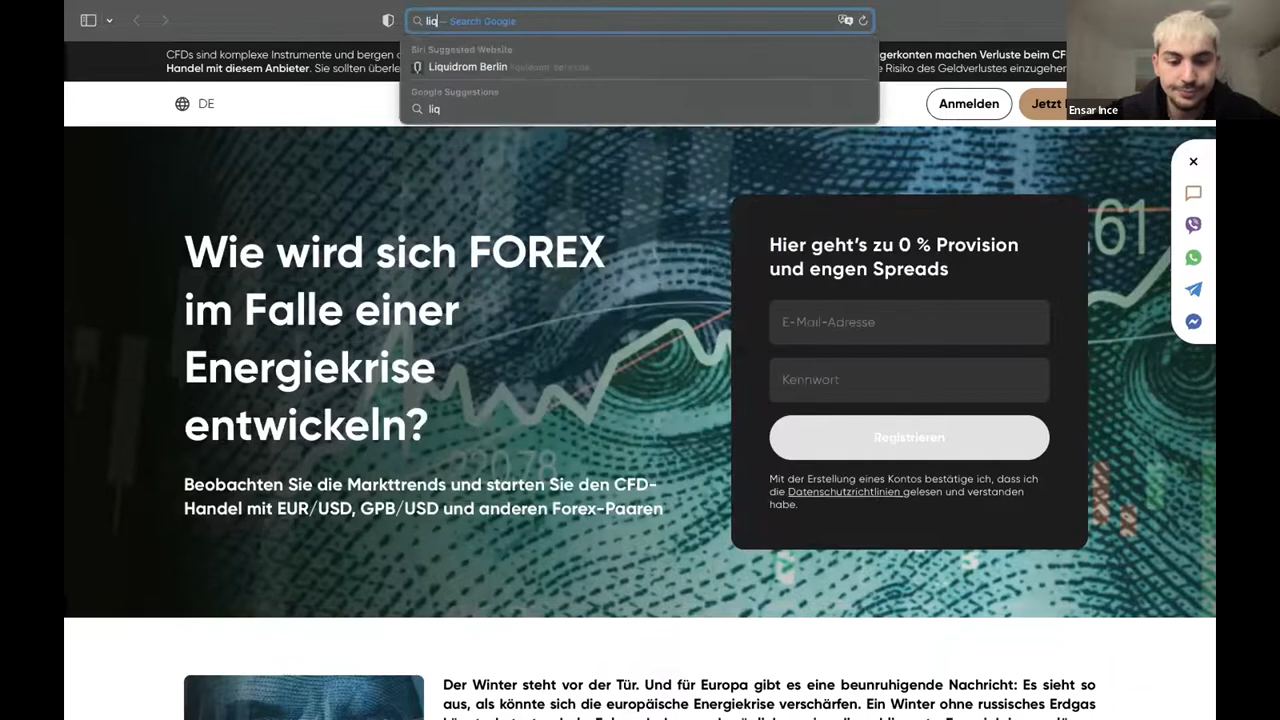 liq – Search Google
Siri Suggested Website
Liquidrom Berlin
Google Suggestions
liq
CFDs sind komplexe Instrumente und bergen
gerkonten machen Verluste beim CF
Handel mit diesem Anbieter. Sie sollten überle
Risiko des Geldverlustes einzugehen
DE
Anmelden
Jetzt
Ensar Ince
61
Wie wird sich FOREX
im Falle einer
Energiekrise
entwickeln?
Beobachten Sie die Markttrends und starten Sie den CFD-
Handel mit EUR/USD, GPB/USD und anderen Forex-Paaren
Hier geht's zu 0 % Provision
und engen Spreads
E-Mail-Adresse
Kennwort
Registrieren
Mit der Erstellung eines Kontos bestätige ich, dass ich
die Datenschutzrichtlinien gelesen und verstanden
habe.
Der Winter steht vor der Tür. Und für Europa gibt es eine beunruhigende Nachricht: Es sieht so
aus, als könnte sich die europäische Energiekrise verschärfen. Ein Winter ohne russisches Erdgas